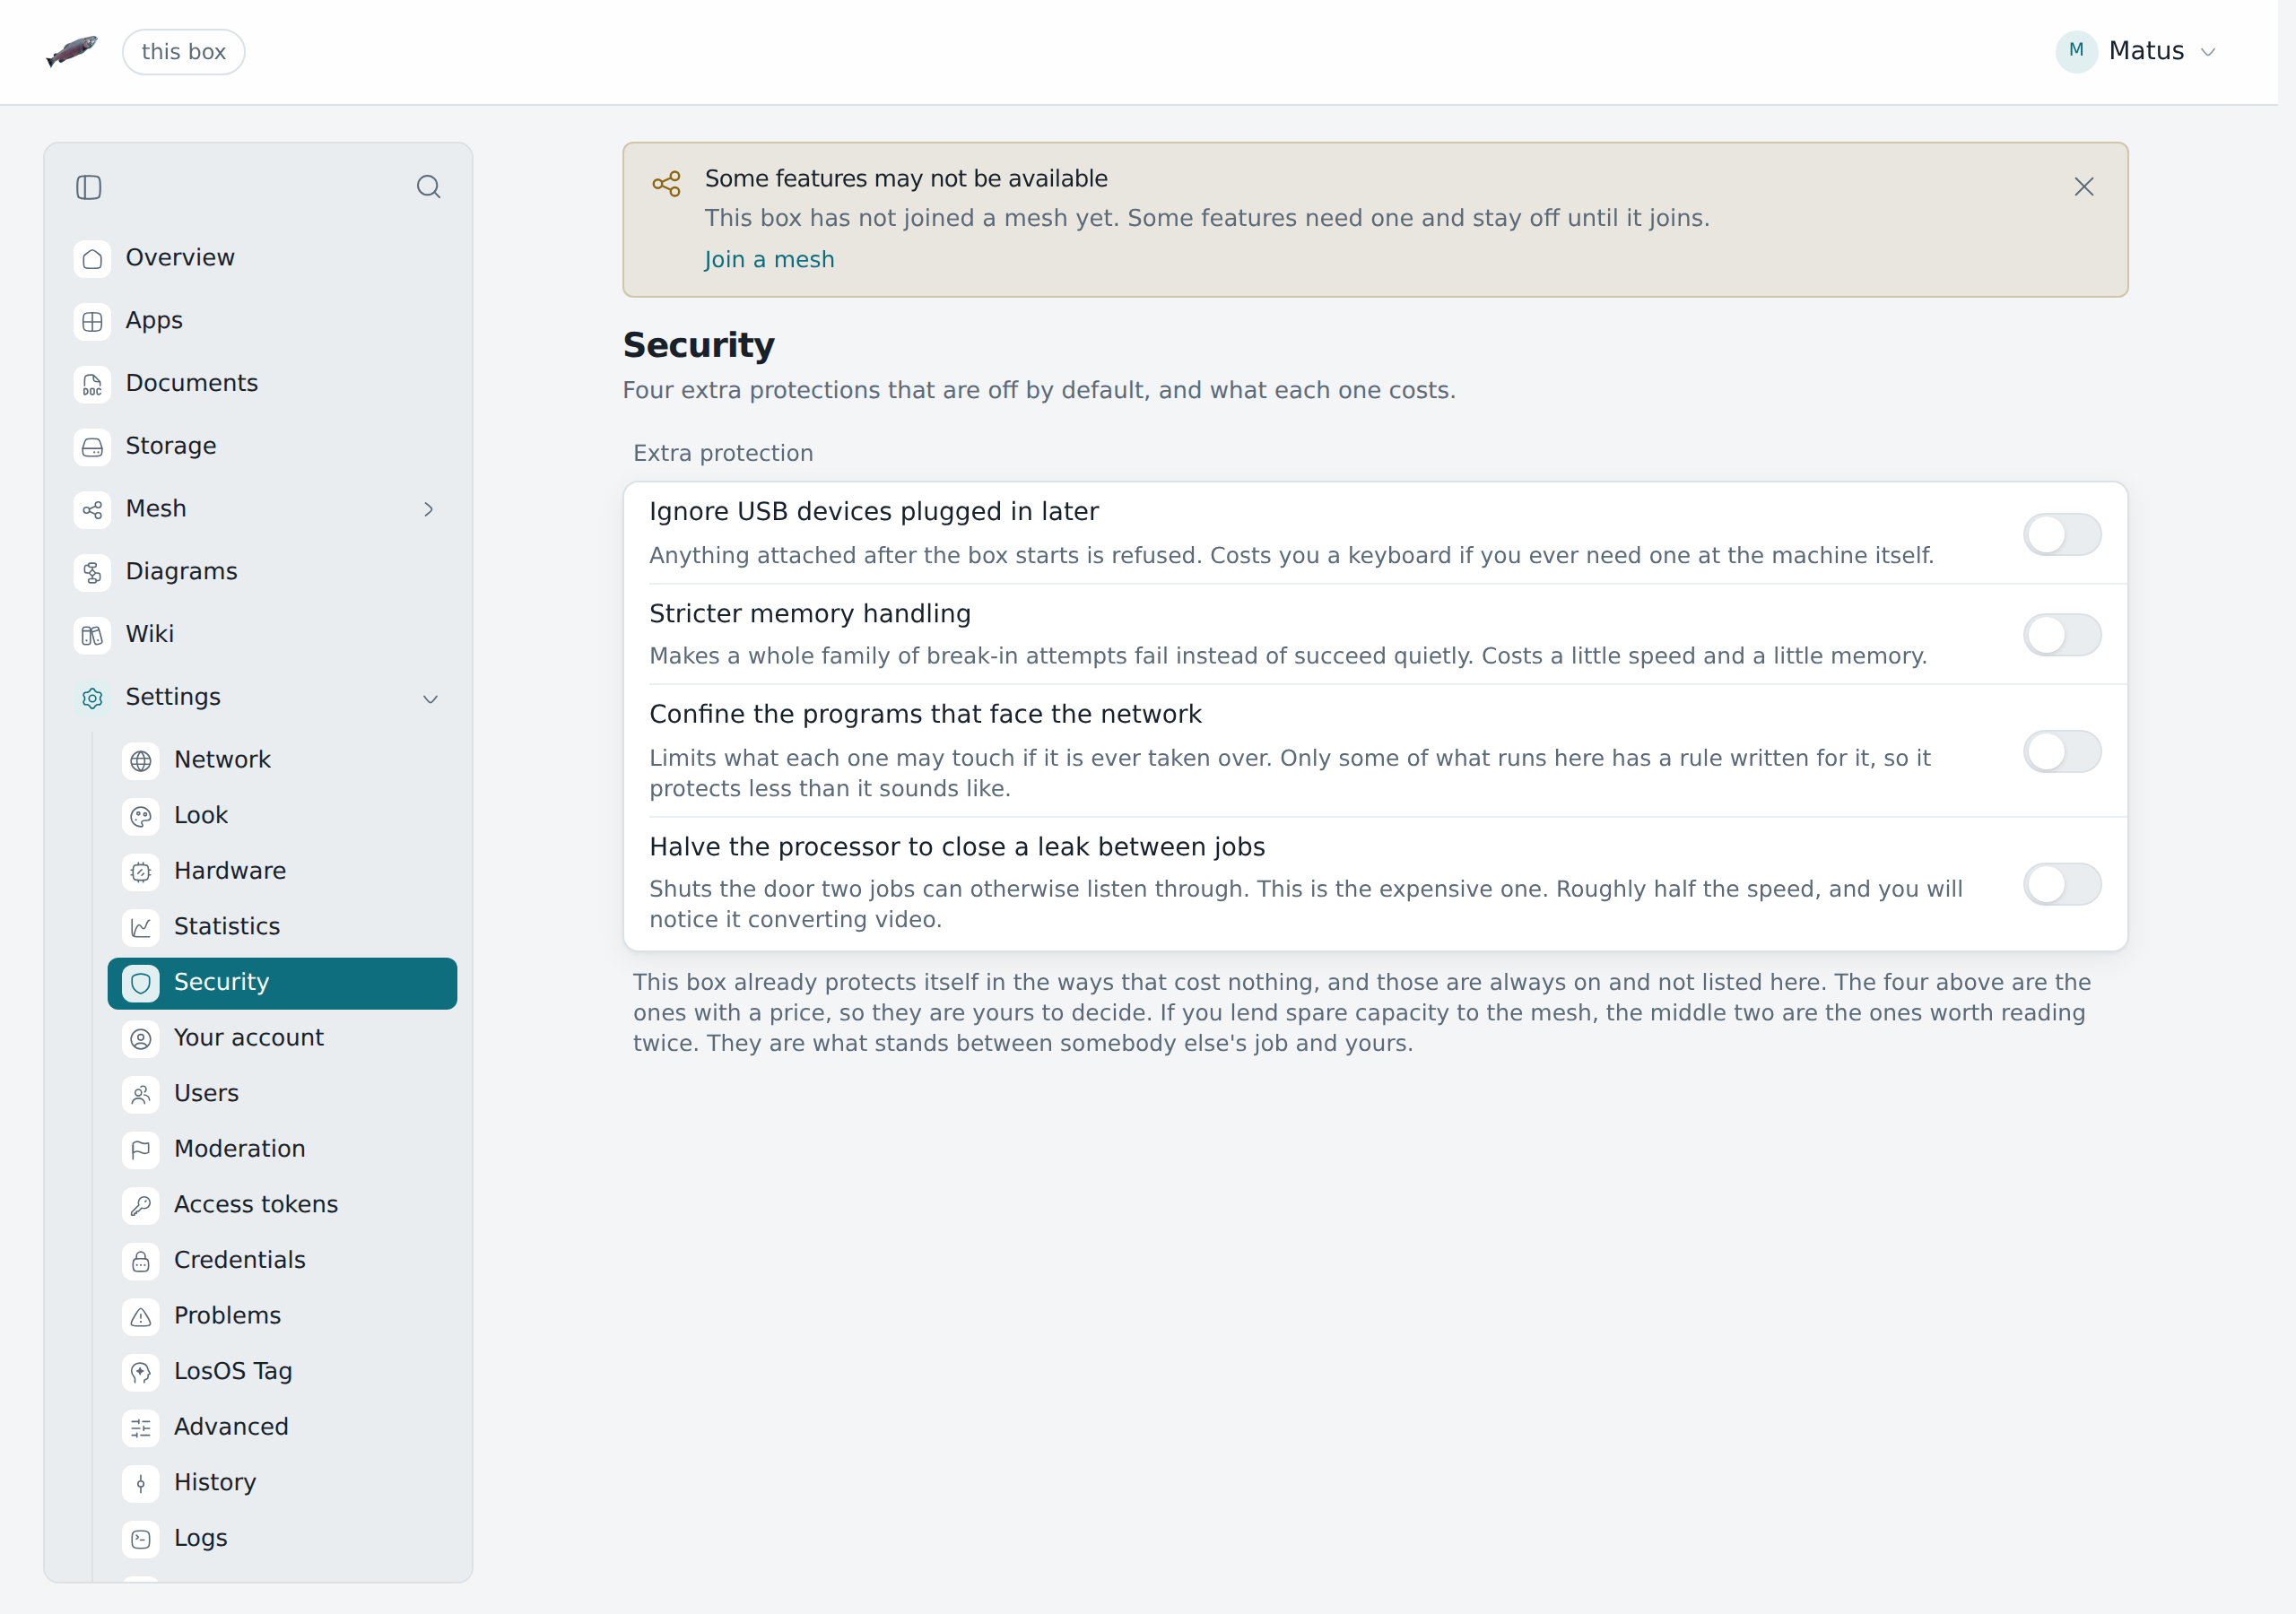 this box
M
Matus
Overview
Apps
DOC
Documents
Storage
Mesh
Diagrams
Wiki
Settings
Network
Look
Hardware
Statistics
Security
Your account
Users
Moderation
Access tokens
Credentials
Problems
LosOS Tag
Advanced
History
Logs
Some features may not be available
This box has not joined a mesh yet. Some features need one and stay off until it joins.
Join a mesh
Security
Four extra protections that are off by default, and what each one costs.
Extra protection
Ignore USB devices plugged in later
Anything attached after the box starts is refused. Costs you a keyboard if you ever need one at the machine itself.
Stricter memory handling
Makes a whole family of break-in attempts fail instead of succeed quietly. Costs a little speed and a little memory.
Confine the programs that face the network
Limits what each one may touch if it is ever taken over. Only some of what runs here has a rule written for it, so it
protects less than it sounds like.
Halve the processor to close a leak between jobs
Shuts the door two jobs can otherwise listen through. This is the expensive one. Roughly half the speed, and you will
notice it converting video.
This box already protects itself in the ways that cost nothing, and those are always on and not listed here. The four above are the
ones with a price, so they are yours to decide. If you lend spare capacity to the mesh, the middle two are the ones worth reading
twice. They are what stands between somebody else's job and yours.